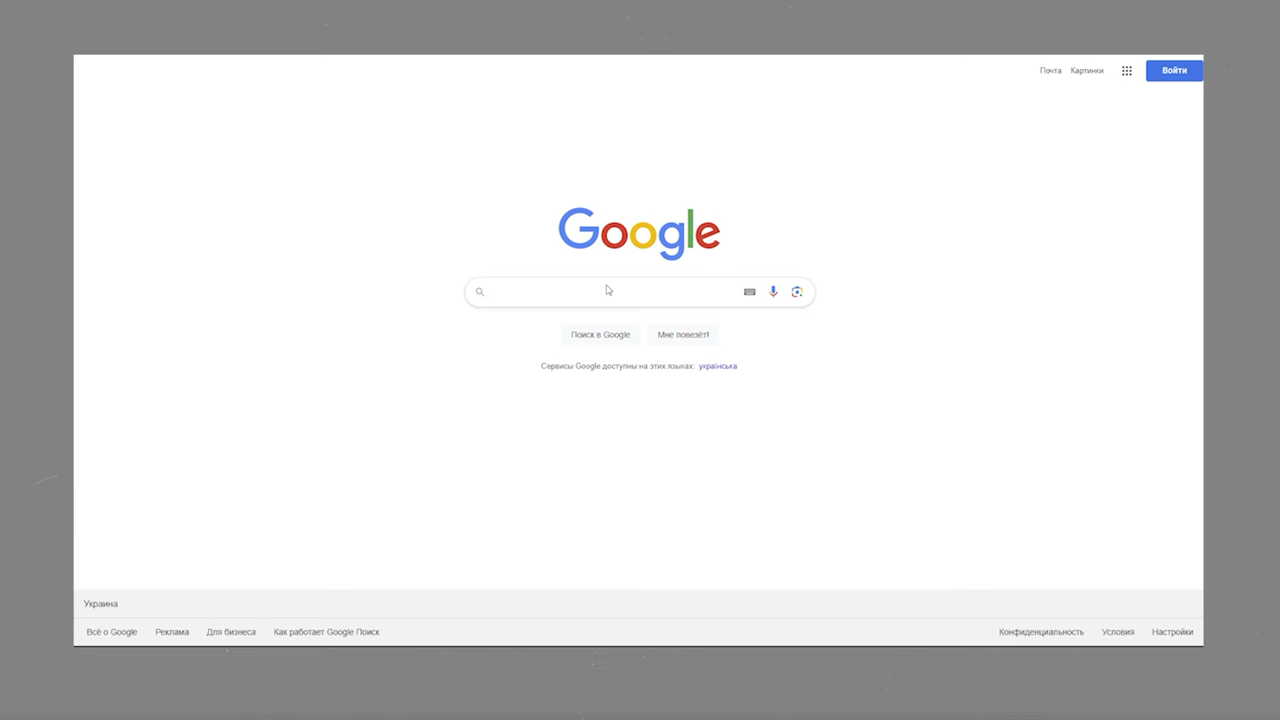 Почта Картинки Войти
Google
Поиск в Google Мне повезёт!
Сервисы Google доступны на этих языках: українська
Украина
Всё о Google Реклама Для бизнеса Как работает Google Поиск Конфиденциальность Условия Настройки